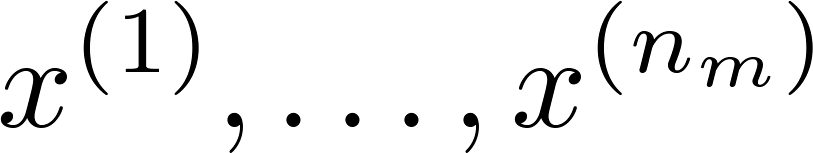 $x^{(1)}, \ldots, x^{(n_m)}$